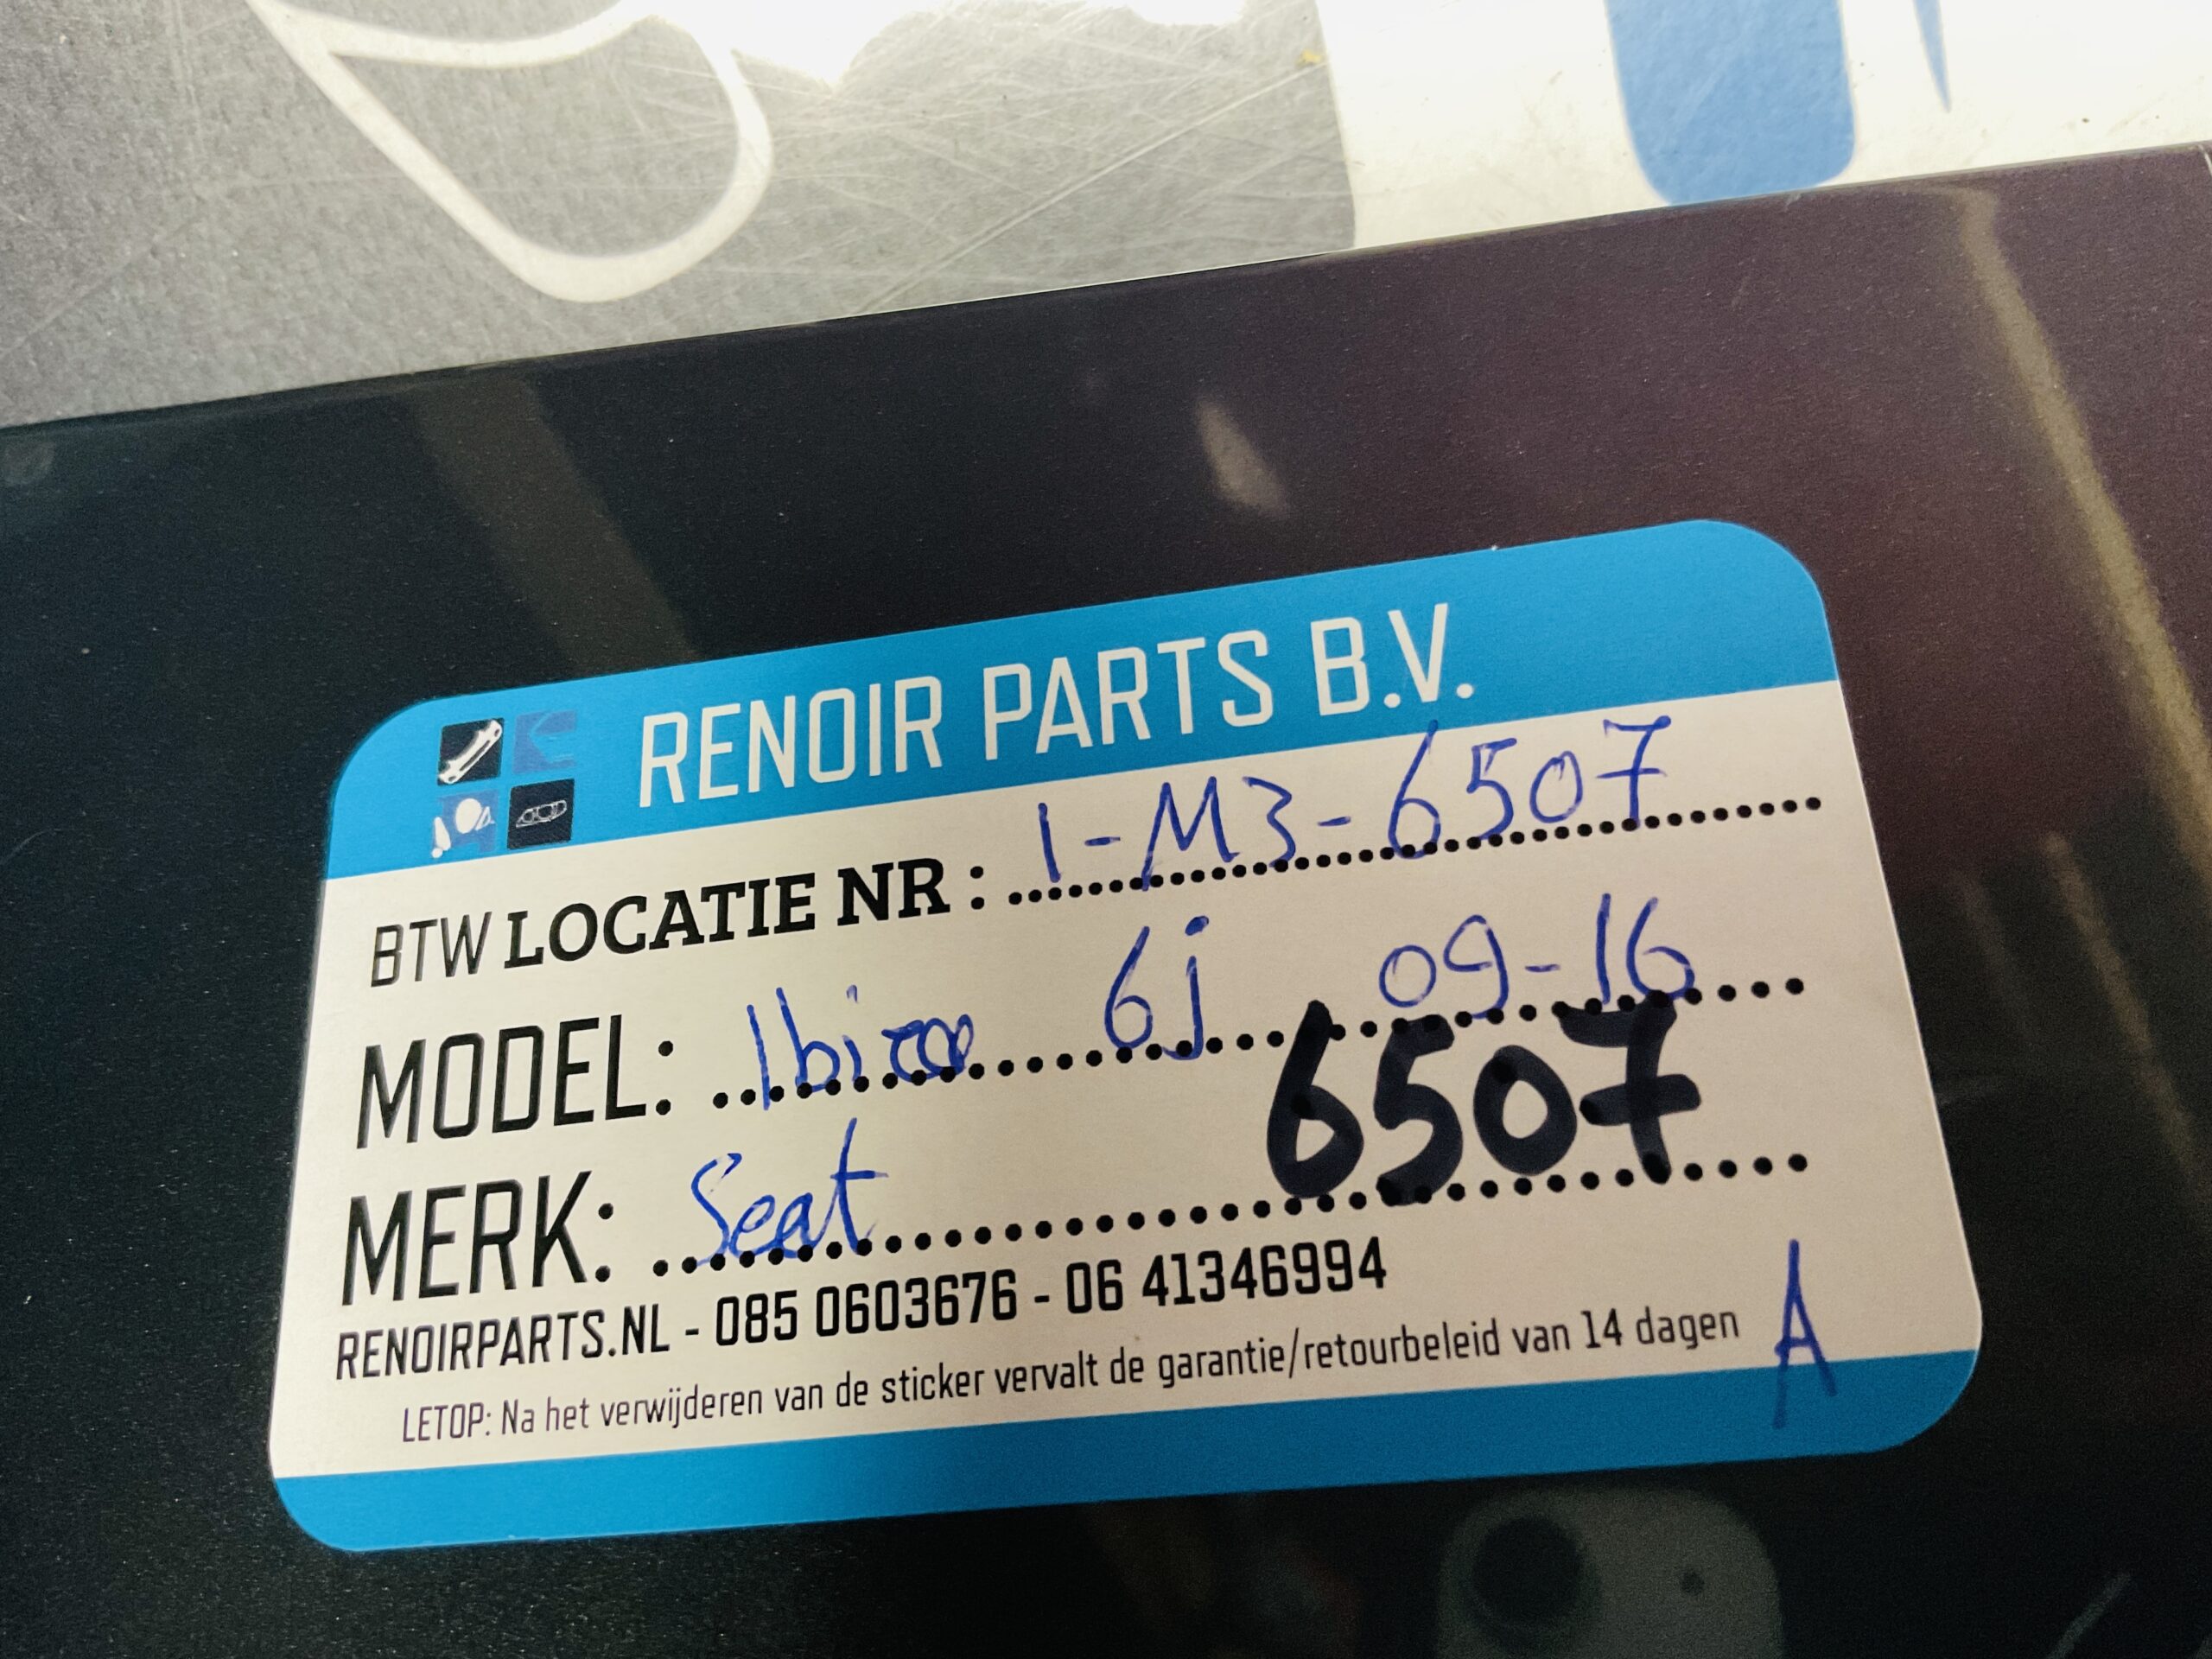 RENOIR PARTS B.V.
BTW LOCATIE NR : 1-M3-6507
MODEL: Ibiza 6j 09-16
6507
MERK: Seat
RENOIRPARTS.NL - 085 0603676 - 06 41346994
LETOP: Na het verwijderen van de sticker vervalt de garantie/retourbeleid van 14 dagen
A